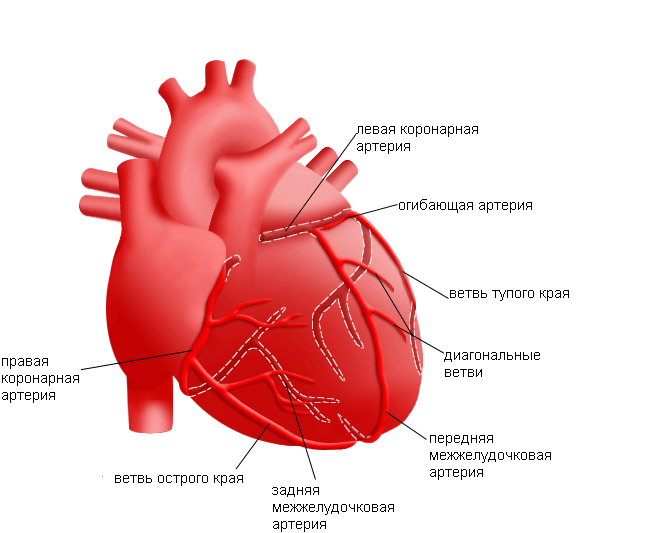 левая коронарная
артерия
огибающая артерия
ветвь тупого края
диагональные
ветви
правая
коронарная
артерия
передняя
межжелудочковая
артерия
ветвь острого края
задняя
межжелудочковая
артерия